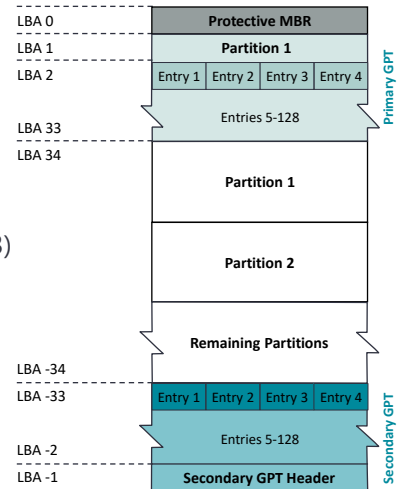 LBA 0 Protective MBR
LBA 1 Partition 1
LBA 2 Entry 1 Entry 2 Entry 3 Entry 4
Entries 5-128
LBA 33
LBA 34
Primary GPT
Partition 1
3)
Partition 2
Remaining Partitions
LBA -34
LBA -33 Entry 1 Entry 2 Entry 3 Entry 4
Entries 5-128
LBA -2
LBA -1 Secondary GPT Header
Secondary GPT